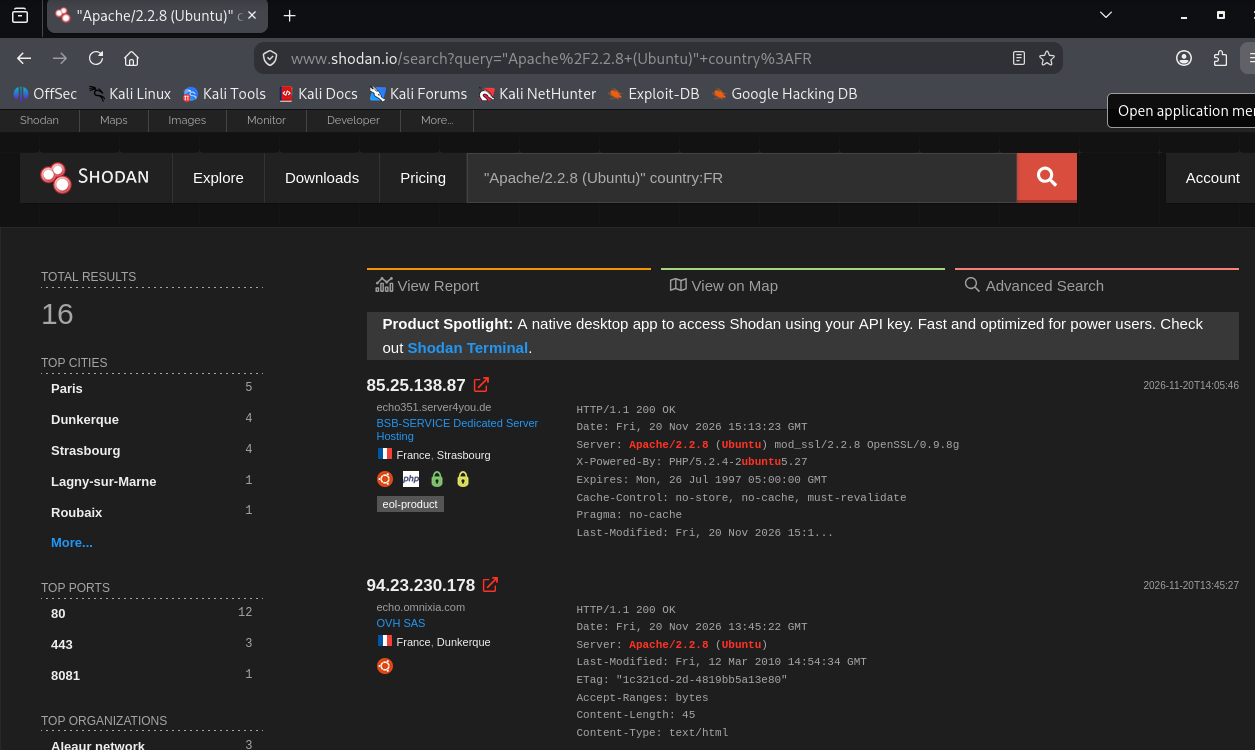 "Apache/2.2.8 (Ubuntu)" c
www.shodan.io/search?query="Apache%2F2.2.8+(Ubuntu)"+country%3AFR
OffSec Kali Linux Kali Tools Kali Docs Kali Forums Kali NetHunter Exploit-DB Google Hacking DB
Open application mer
Shodan Maps Images Monitor Developer More...
SHODAN Explore Downloads Pricing "Apache/2.2.8 (Ubuntu)" country:FR Account
TOTAL RESULTS
16
TOP CITIES
Paris 5
Dunkerque 4
Strasbourg 4
Lagny-sur-Marne 1
Roubaix 1
More...
TOP PORTS
80 12
443 3
8081 1
TOP ORGANIZATIONS
Aleaur network 3
View Report View on Map Advanced Search
Product Spotlight: A native desktop app to access Shodan using your API key. Fast and optimized for power users. Check
out Shodan Terminal.
85.25.138.87 2026-11-20T14:05:46
echo351.server4you.de
BSB-SERVICE Dedicated Server
Hosting
France, Strasbourg
php
eol-product
HTTP/1.1 200 OK
Date: Fri, 20 Nov 2026 15:13:23 GMT
Server: Apache/2.2.8 (Ubuntu) mod_ssl/2.2.8 OpenSSL/0.9.8g
X-Powered-By: PHP/5.2.4-2ubuntu5.27
Expires: Mon, 26 Jul 1997 05:00:00 GMT
Cache-Control: no-store, no-cache, must-revalidate
Pragma: no-cache
Last-Modified: Fri, 20 Nov 2026 15:1...
94.23.230.178 2026-11-20T13:45:27
echo.omnixia.com
OVH SAS
France, Dunkerque
HTTP/1.1 200 OK
Date: Fri, 20 Nov 2026 13:45:22 GMT
Server: Apache/2.2.8 (Ubuntu)
Last-Modified: Fri, 12 Mar 2010 14:54:34 GMT
ETag: "1c321cd-2d-4819bb5a13e80"
Accept-Ranges: bytes
Content-Length: 45
Content-Type: text/html